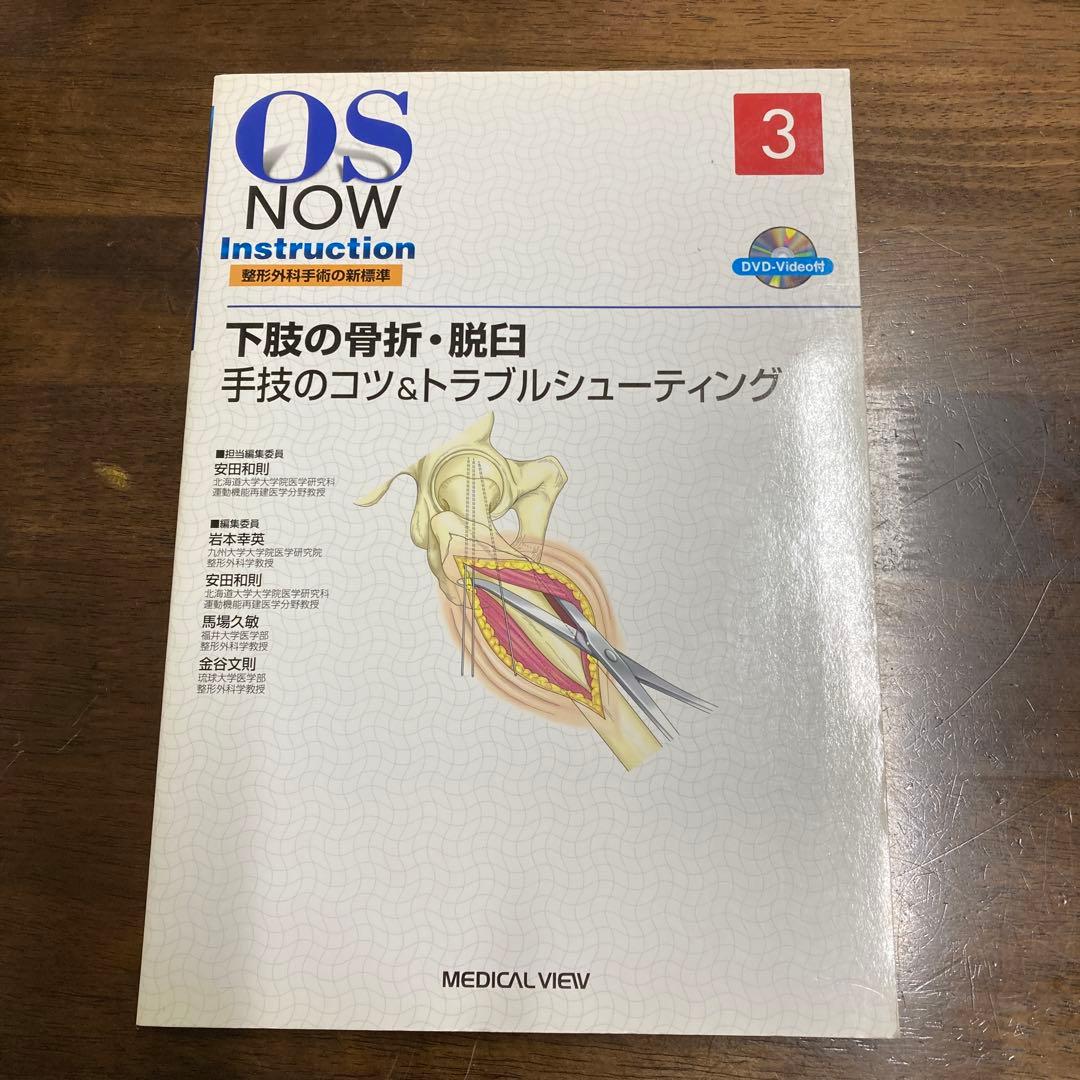 OS
NOW
Instruction
整形外科手術の新標準
3
DVD-Video付
下肢の骨折・脱臼
手技のコツ&トラブルシューティング
■担当編集委員
安田和則
北海道大学大学院医学研究科
運動機能再建医学分野教授
■編集委員
岩本幸英
九州大学大学院医学研究院
整形外科学教授
安田和則
北海道大学大学院医学研究科
運動機能再建医学分野教授
馬場久敏
福井大学医学部
整形外科学教授
金谷文則
琉球大学医学部
整形外科学教授
MEDICAL VIEW